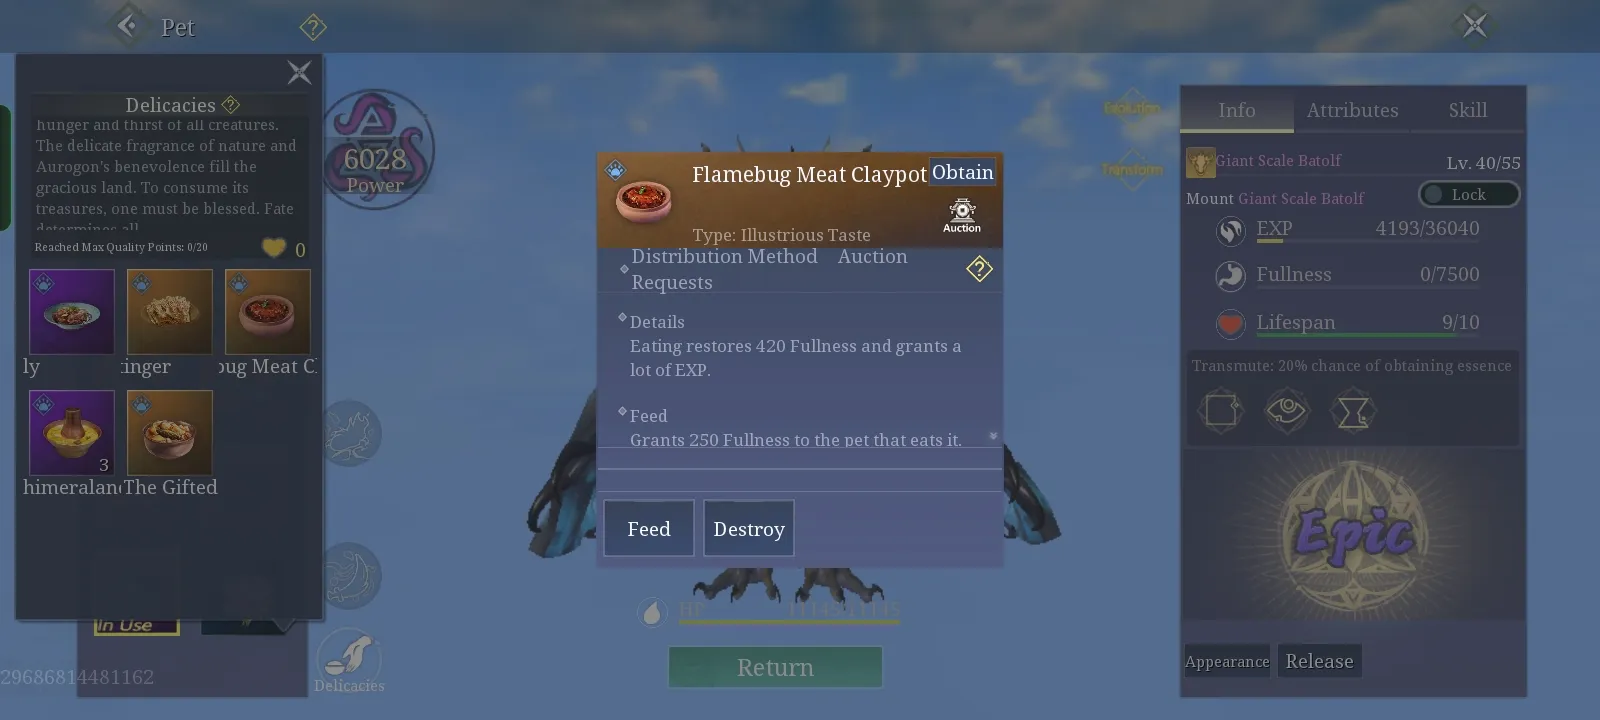 Pet
Delicacies
hunger and thirst of all creatures.
The delicate fragrance of nature and
Aurogon's benevolence fill the
gracious land. To consume its
treasures, one must be blessed. Fate
determines all
Reached Max Quality Points: 0/20
0
ly
inger
bug Meat C
3
himeralan
The Gifted
In Use
29686814481162
6028
Power
Delicacies
Flamebug Meat Claypot
Obtain
Type: Illustrious Taste
Auction
Distribution Method Auction
Requests
Details
Eating restores 420 Fullness and grants a
lot of EXP.
Feed
Grants 250 Fullness to the pet that eats it.
Feed
Destroy
HP
Return
Evolution
Transform
Info
Attributes
Skill
Giant Scale Batolf
Lv. 40/55
Mount Giant Scale Batolf
Lock
EXP 4193/36040
Fullness 0/7500
Lifespan 9/10
Transmute: 20% chance of obtaining essence
Epic
Appearance
Release